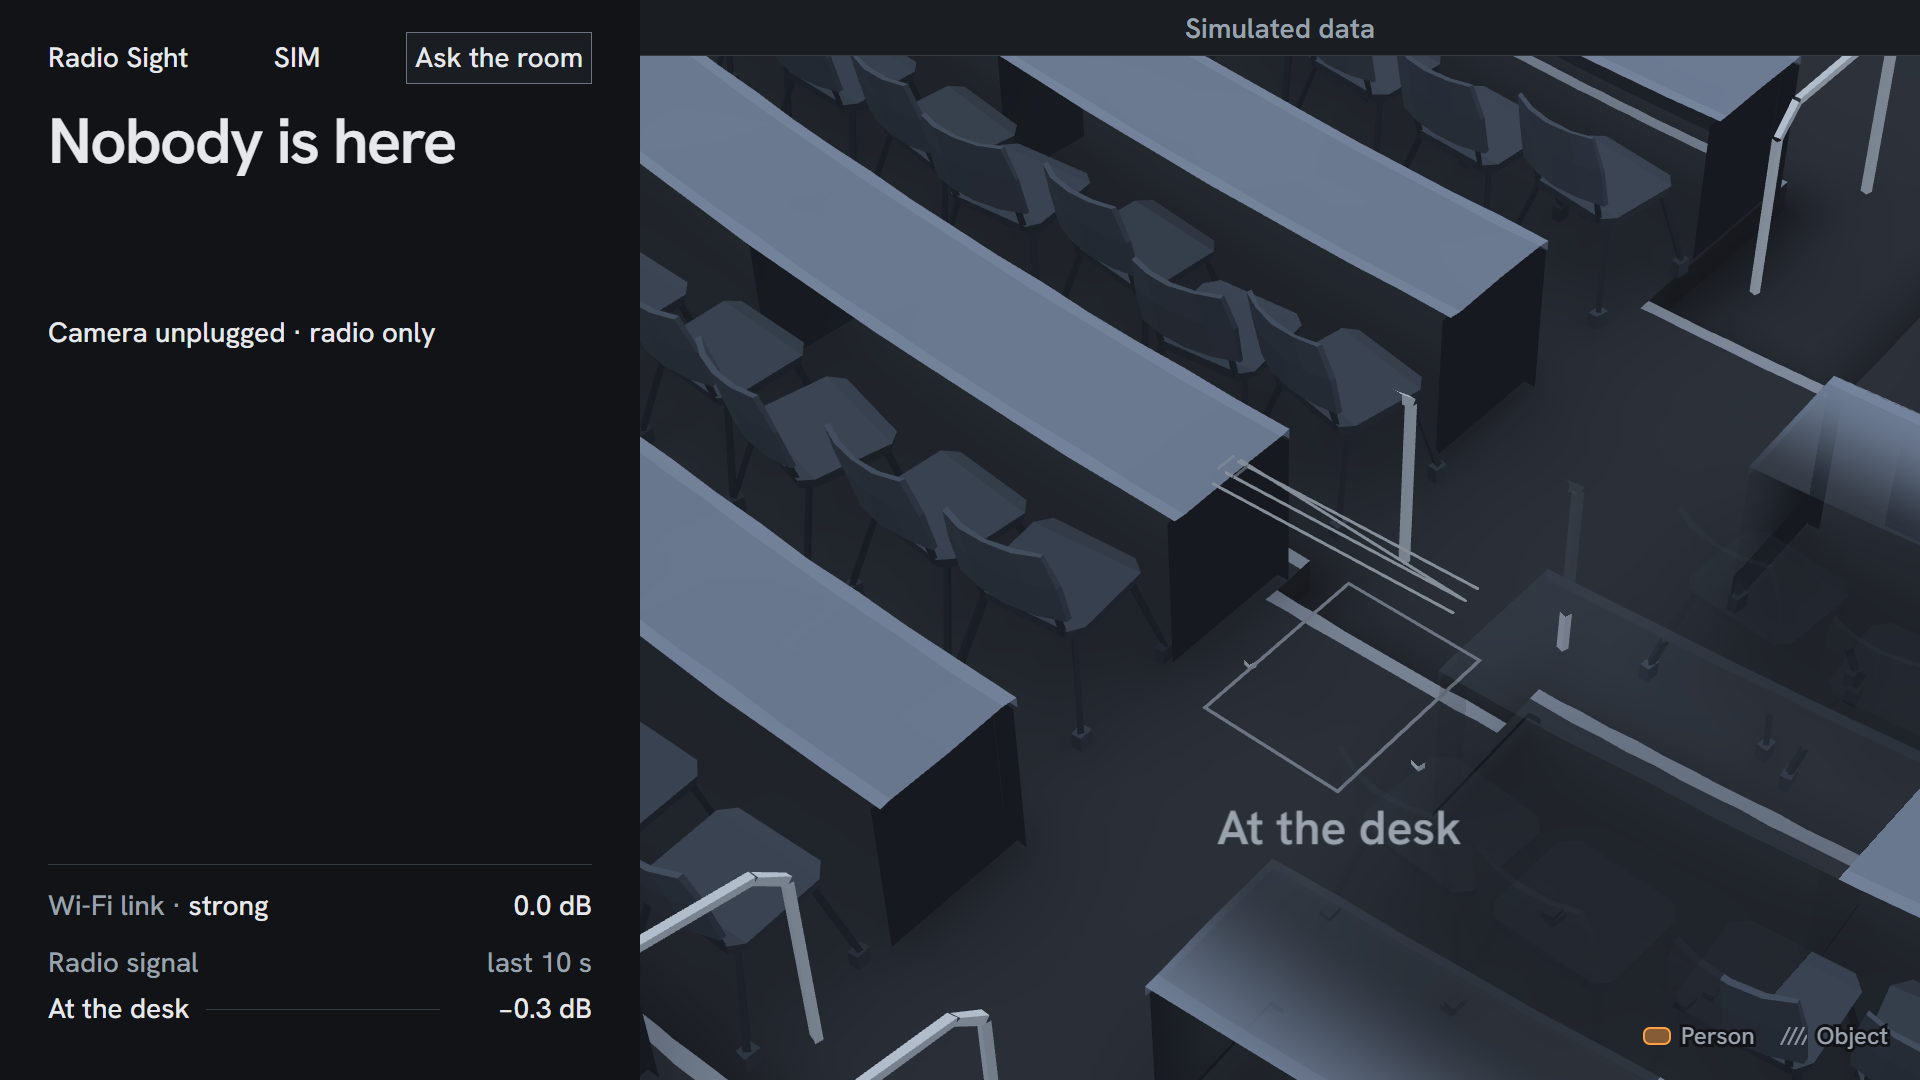 Radio Sight
SIM
Ask the room
Nobody is here
Camera unplugged · radio only
Wi-Fi link · strong
0.0 dB
Radio signal
last 10 s
At the desk
−0.3 dB
Simulated data
At the desk
Person
Object